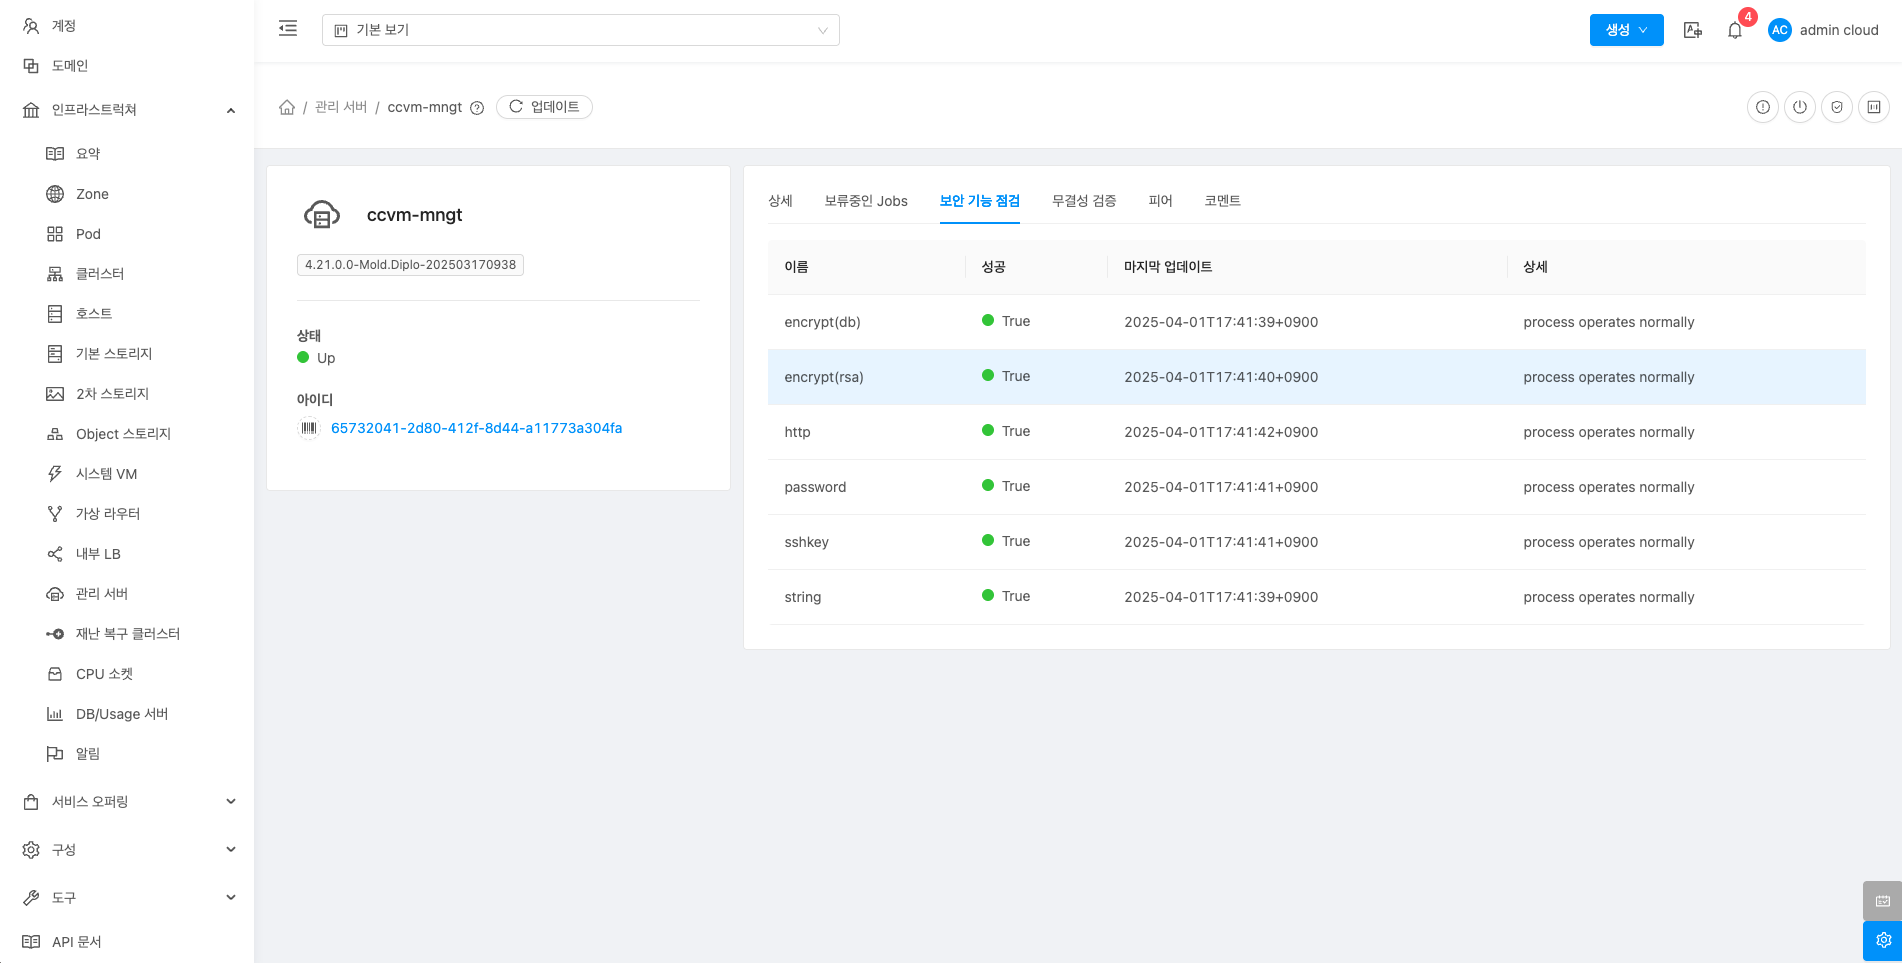 계정
도메인
인프라스트럭쳐
요약
Zone
Pod
클러스터
호스트
기본 스토리지
2차 스토리지
Object 스토리지
시스템 VM
가상 라우터
내부 LB
관리 서버
재난 복구 클러스터
CPU 소켓
DB/Usage 서버
알림
서비스 오퍼링
구성
도구
API 문서
기본 보기
생성
4
AC admin cloud
/ 관리 서버 / ccvm-mngt 업데이트
ccvm-mngt
4.21.0.0-Mold.Diplo-202503170938
상태
Up
아이디
65732041-2d80-412f-8d44-a11773a304fa
상세 보류중인 Jobs 보안 기능 점검 무결성 검증 피어 코멘트
이름 성공 마지막 업데이트 상세
encrypt(db) True 2025-04-01T17:41:39+0900 process operates normally
encrypt(rsa) True 2025-04-01T17:41:40+0900 process operates normally
http True 2025-04-01T17:41:42+0900 process operates normally
password True 2025-04-01T17:41:41+0900 process operates normally
sshkey True 2025-04-01T17:41:41+0900 process operates normally
string True 2025-04-01T17:41:39+0900 process operates normally